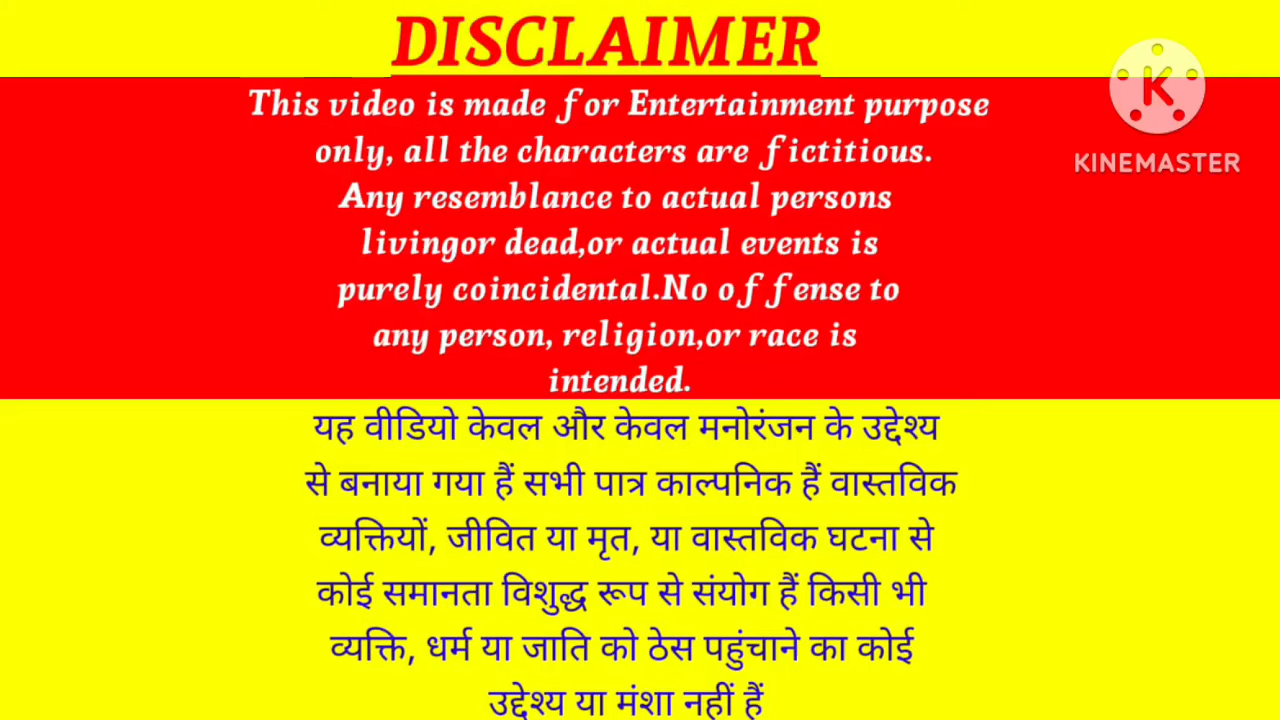 DISCLAIMER
This video is made for Entertainment purpose
only, all the characters are fictitious.
Any resemblance to actual persons
livingor dead,or actual events is
purely coincidental.No offense to
any person, religion,or race is
intended.
K
KINEMASTER
यह वीडियो केवल और केवल मनोरंजन के उद्देश्य
से बनाया गया हैं सभी पात्र काल्पनिक हैं वास्तविक
व्यक्तियों, जीवित या मृत, या वास्तविक घटना से
कोई समानता विशुद्ध रूप से संयोग हैं किसी भी
व्यक्ति, धर्म या जाति को ठेस पहुंचाने का कोई
उद्देश्य या मंशा नहीं हैं